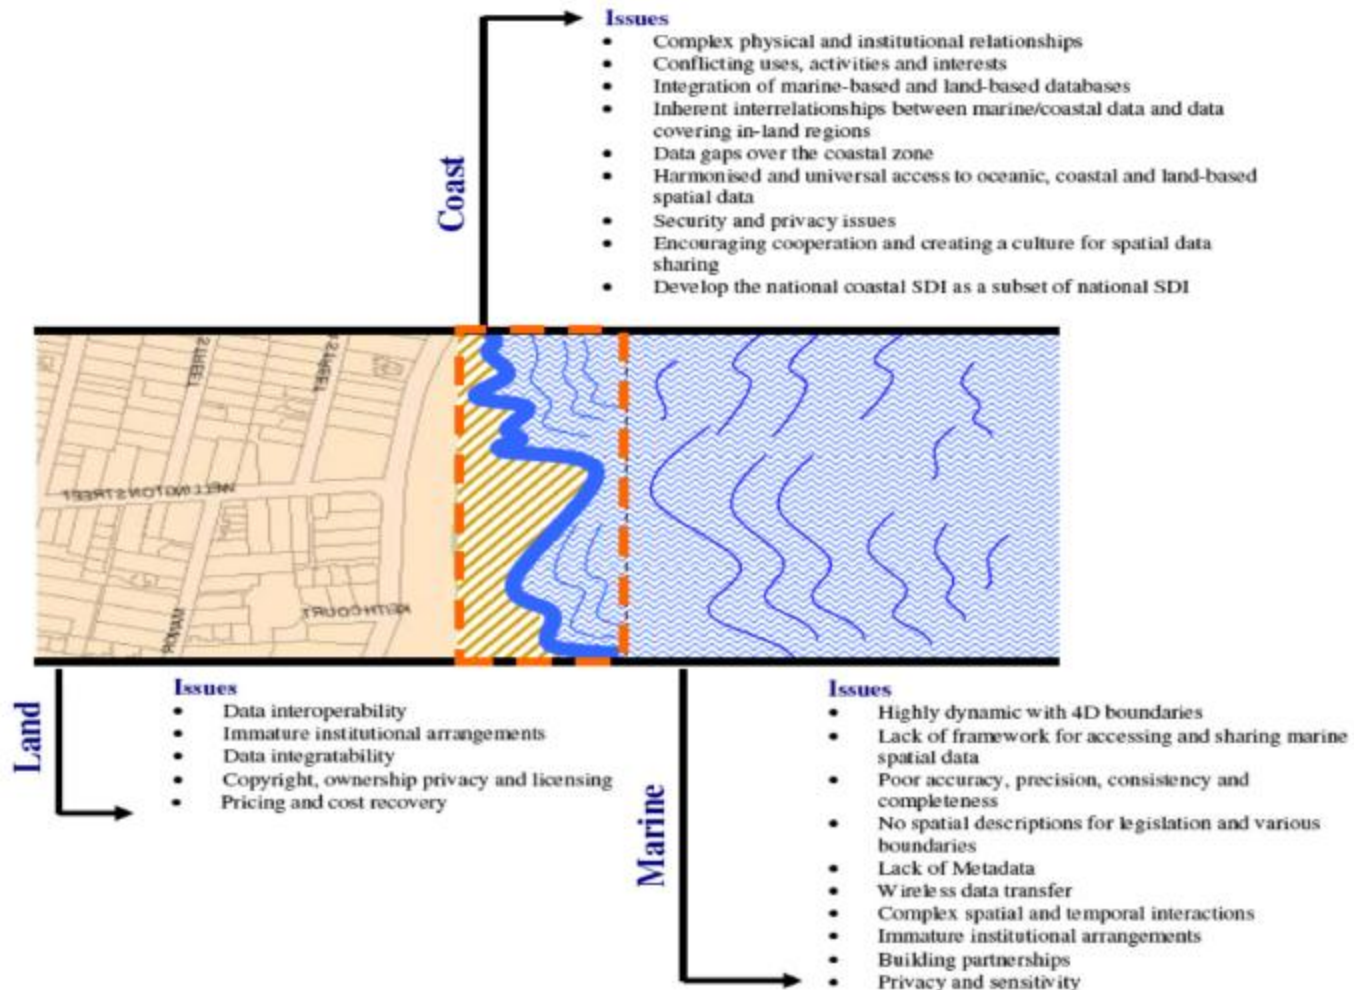 Issues
• Complex physical and institutional relationships
• Conflicting uses, activities and interests
• Integration of marine-based and land-based databases
• Inherent interrelationships between marine/coastal data and data
covering in-land regions
• Data gaps over the coastal zone
• Harmonised and universal access to oceanic, coastal and land-based
spatial data
• Security and privacy issues
• Encouraging cooperation and creating a culture for spatial data
sharing
• Develop the national coastal SDI as a subset of national SDI
Coast
STREET
STREET
WELLINGTON STREET
KEITH COURT
MANOR
Land
Issues
• Data interoperability
• Immature institutional arrangements
• Data integratability
• Copyright, ownership privacy and licensing
• Pricing and cost recovery
Marine
Issues
• Highly dynamic with 4D boundaries
• Lack of framework for accessing and sharing marine
spatial data
• Poor accuracy, precision, consistency and
completeness
• No spatial descriptions for legislation and various
boundaries
• Lack of Metadata
• Wireless data transfer
• Complex spatial and temporal interactions
• Immature institutional arrangements
• Building partnerships
• Privacy and sensitivity